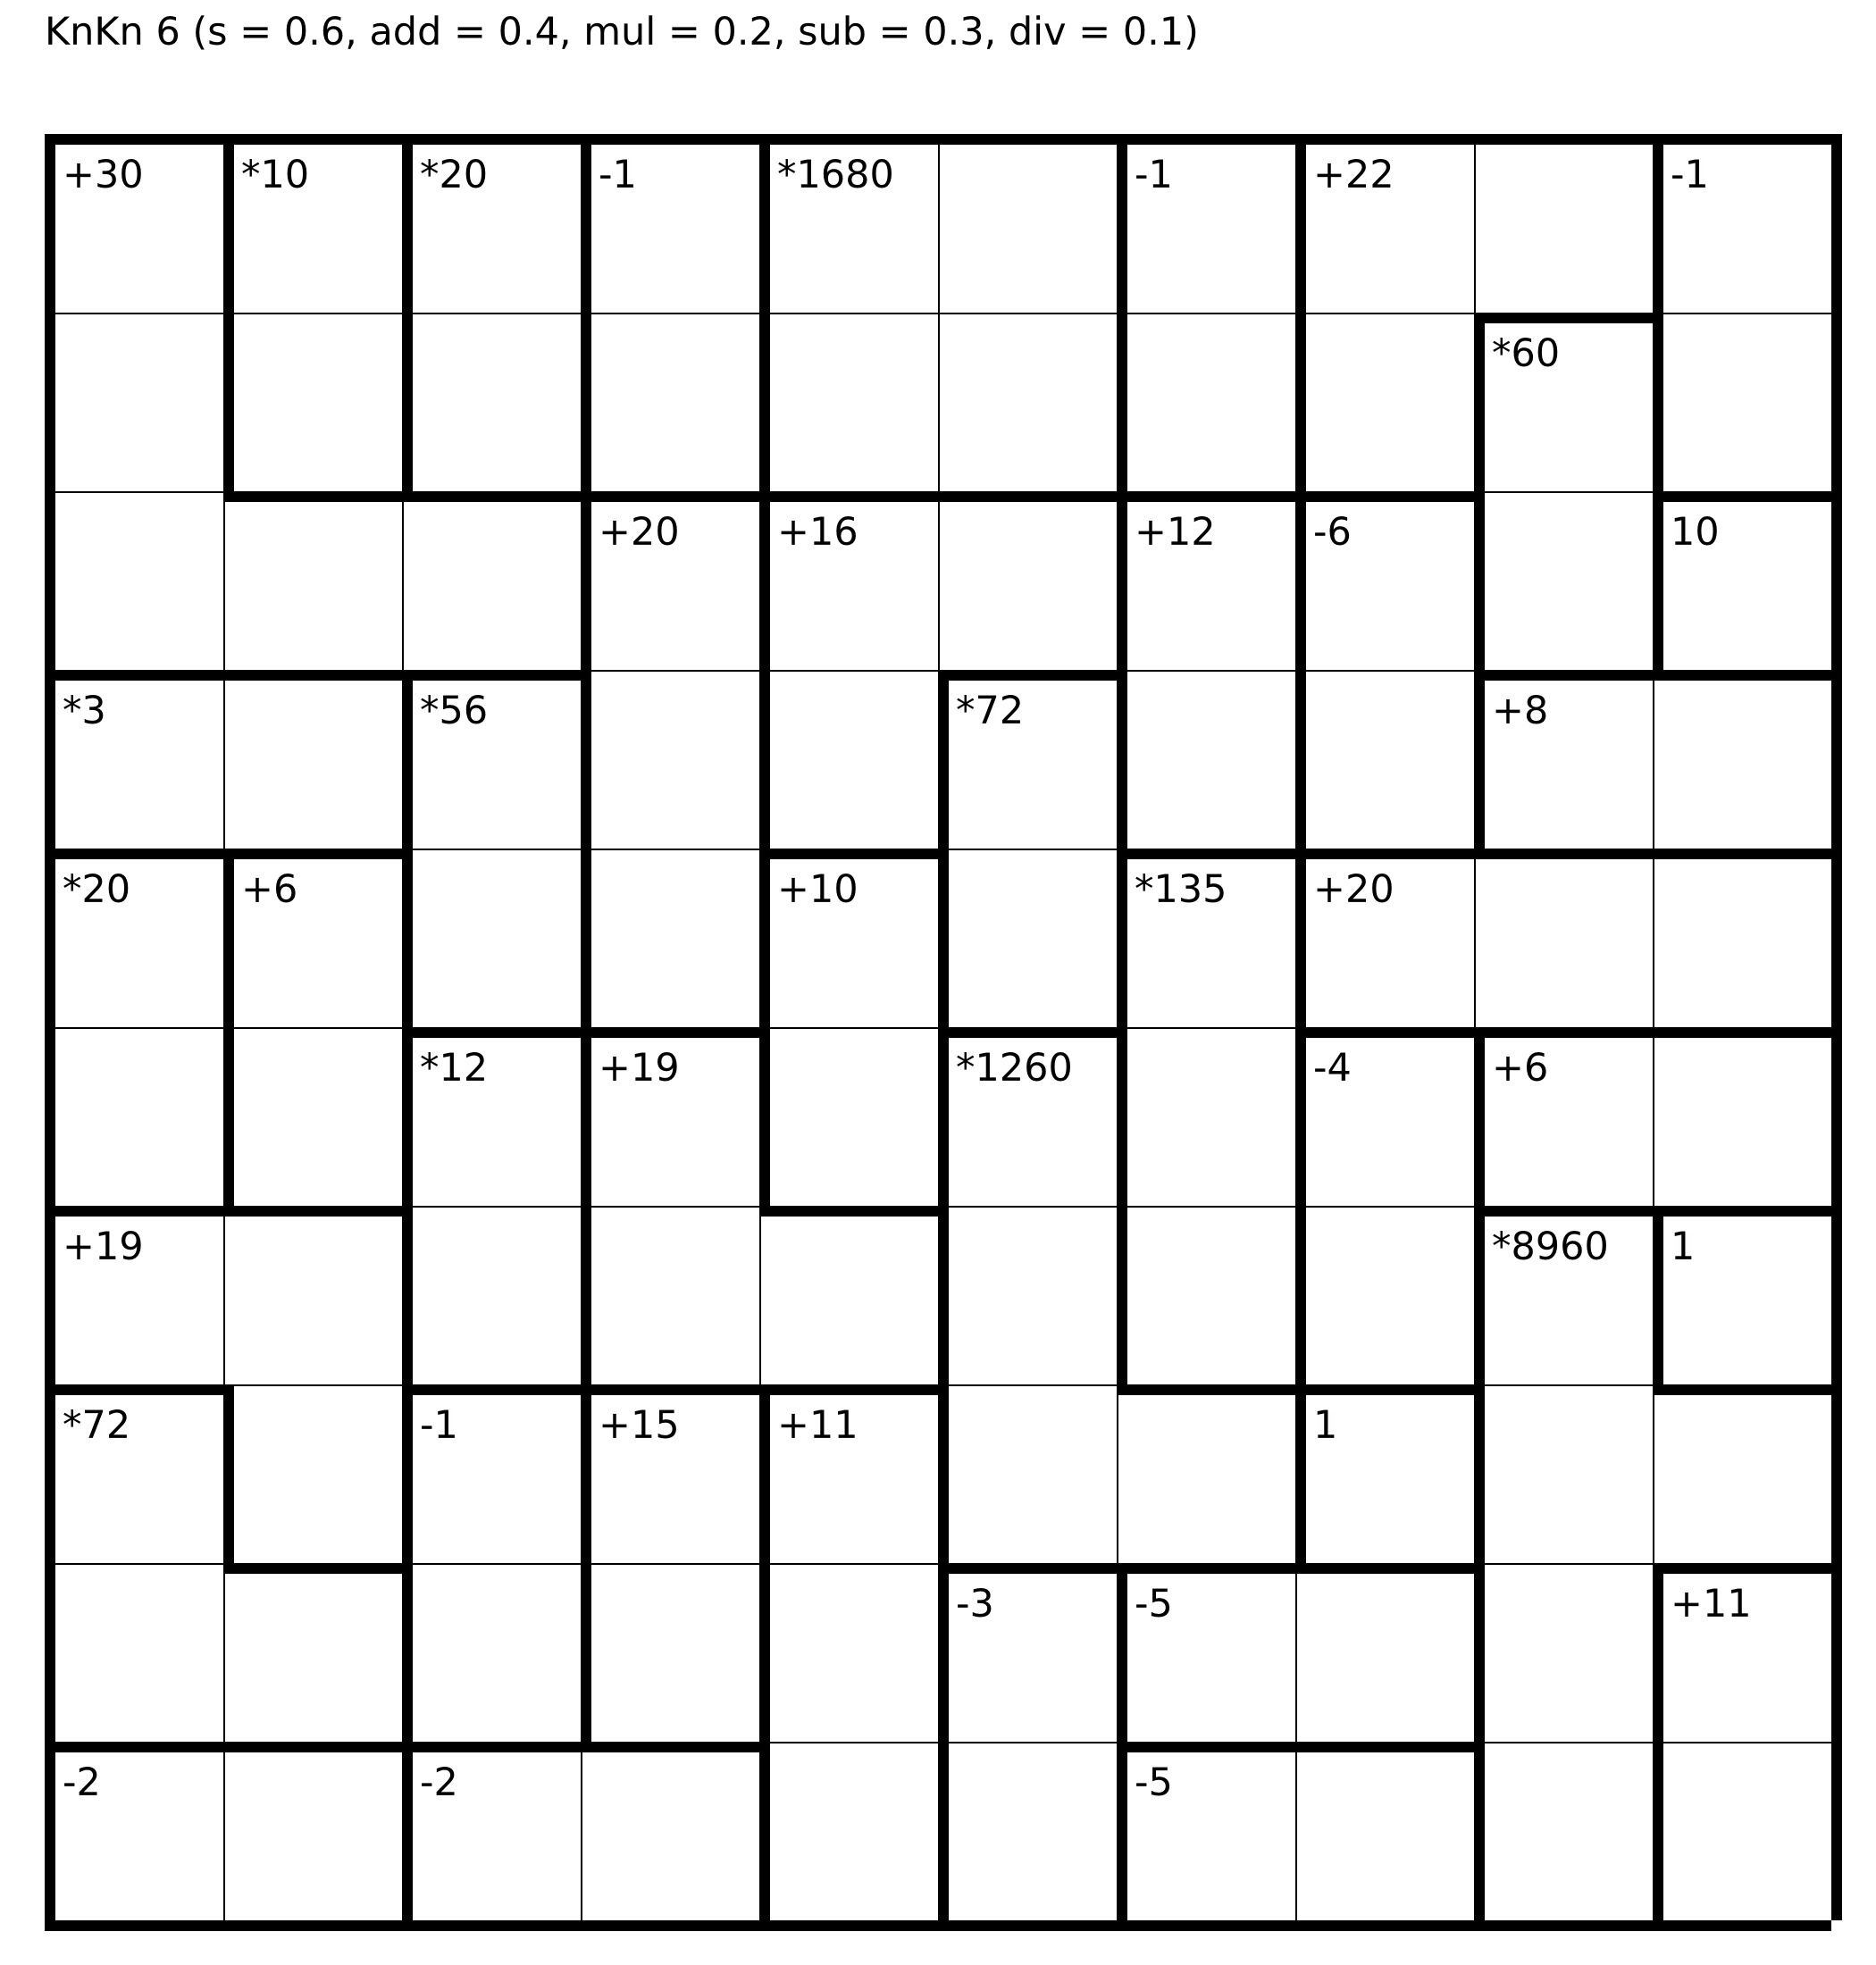 KnKn 6 (s = 0.6, add = 0.4, mul = 0.2, sub = 0.3, div = 0.1)
+30 *10 *20 -1 *1680 -1 +22 -1
*60
+20 +16 +12 -6 10
*3 *56 *72 +8
*20 +6 +10 *135 +20
*12 +19 *1260 -4 +6
+19 *8960 1
*72 -1 +15 +11 1
-3 -5 +11
-2 -2 -5